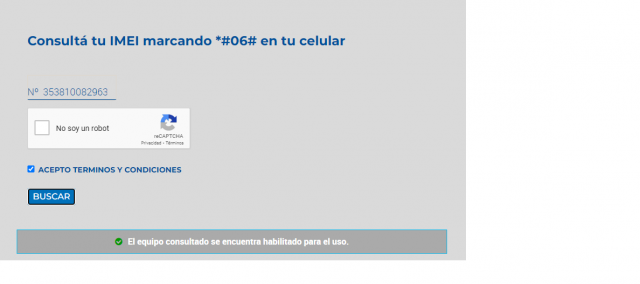 Consultá tu IMEI marcando *#06# en tu celular
Nº 353810082963
No soy un robot
reCAPTCHA
Privacidad - Términos
ACEPTO TERMINOS Y CONDICIONES
BUSCAR
El equipo consultado se encuentra habilitado para el uso.